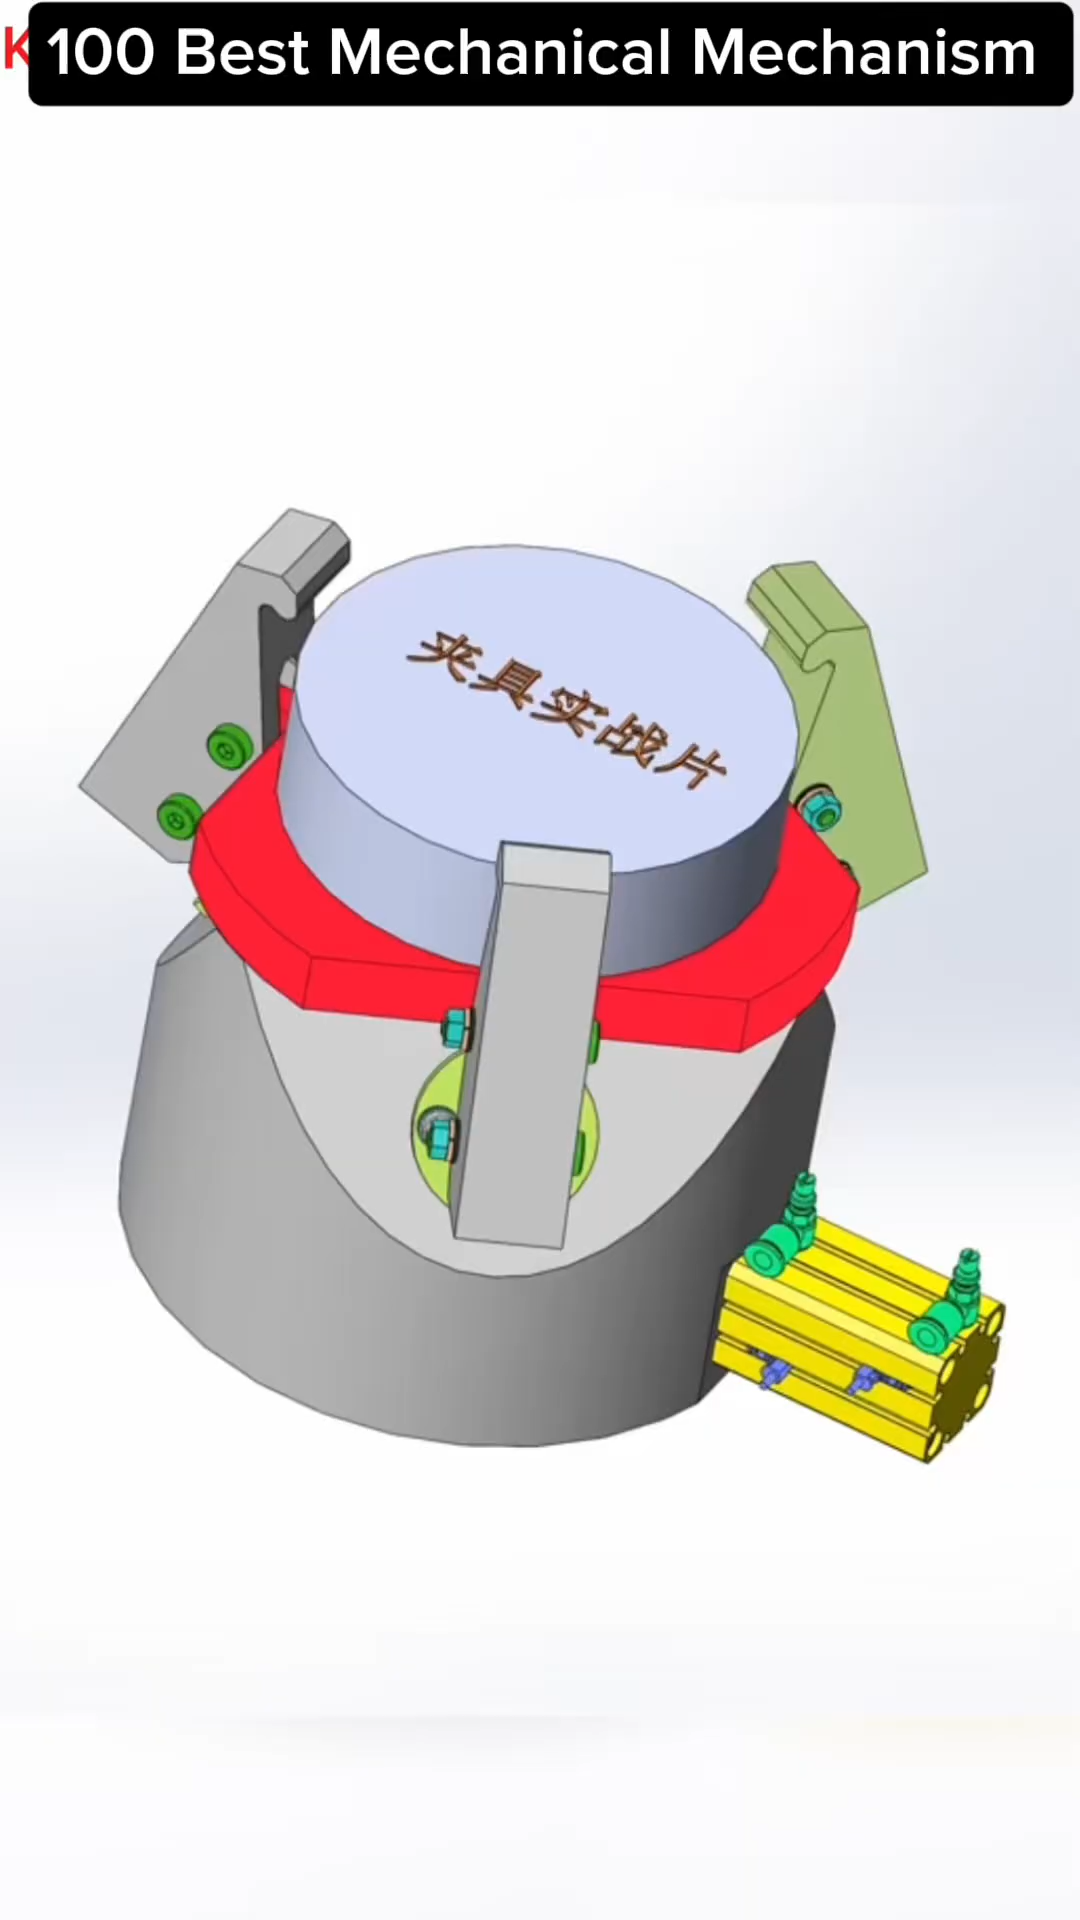 100 Best Mechanical Mechanism
夹具实战片